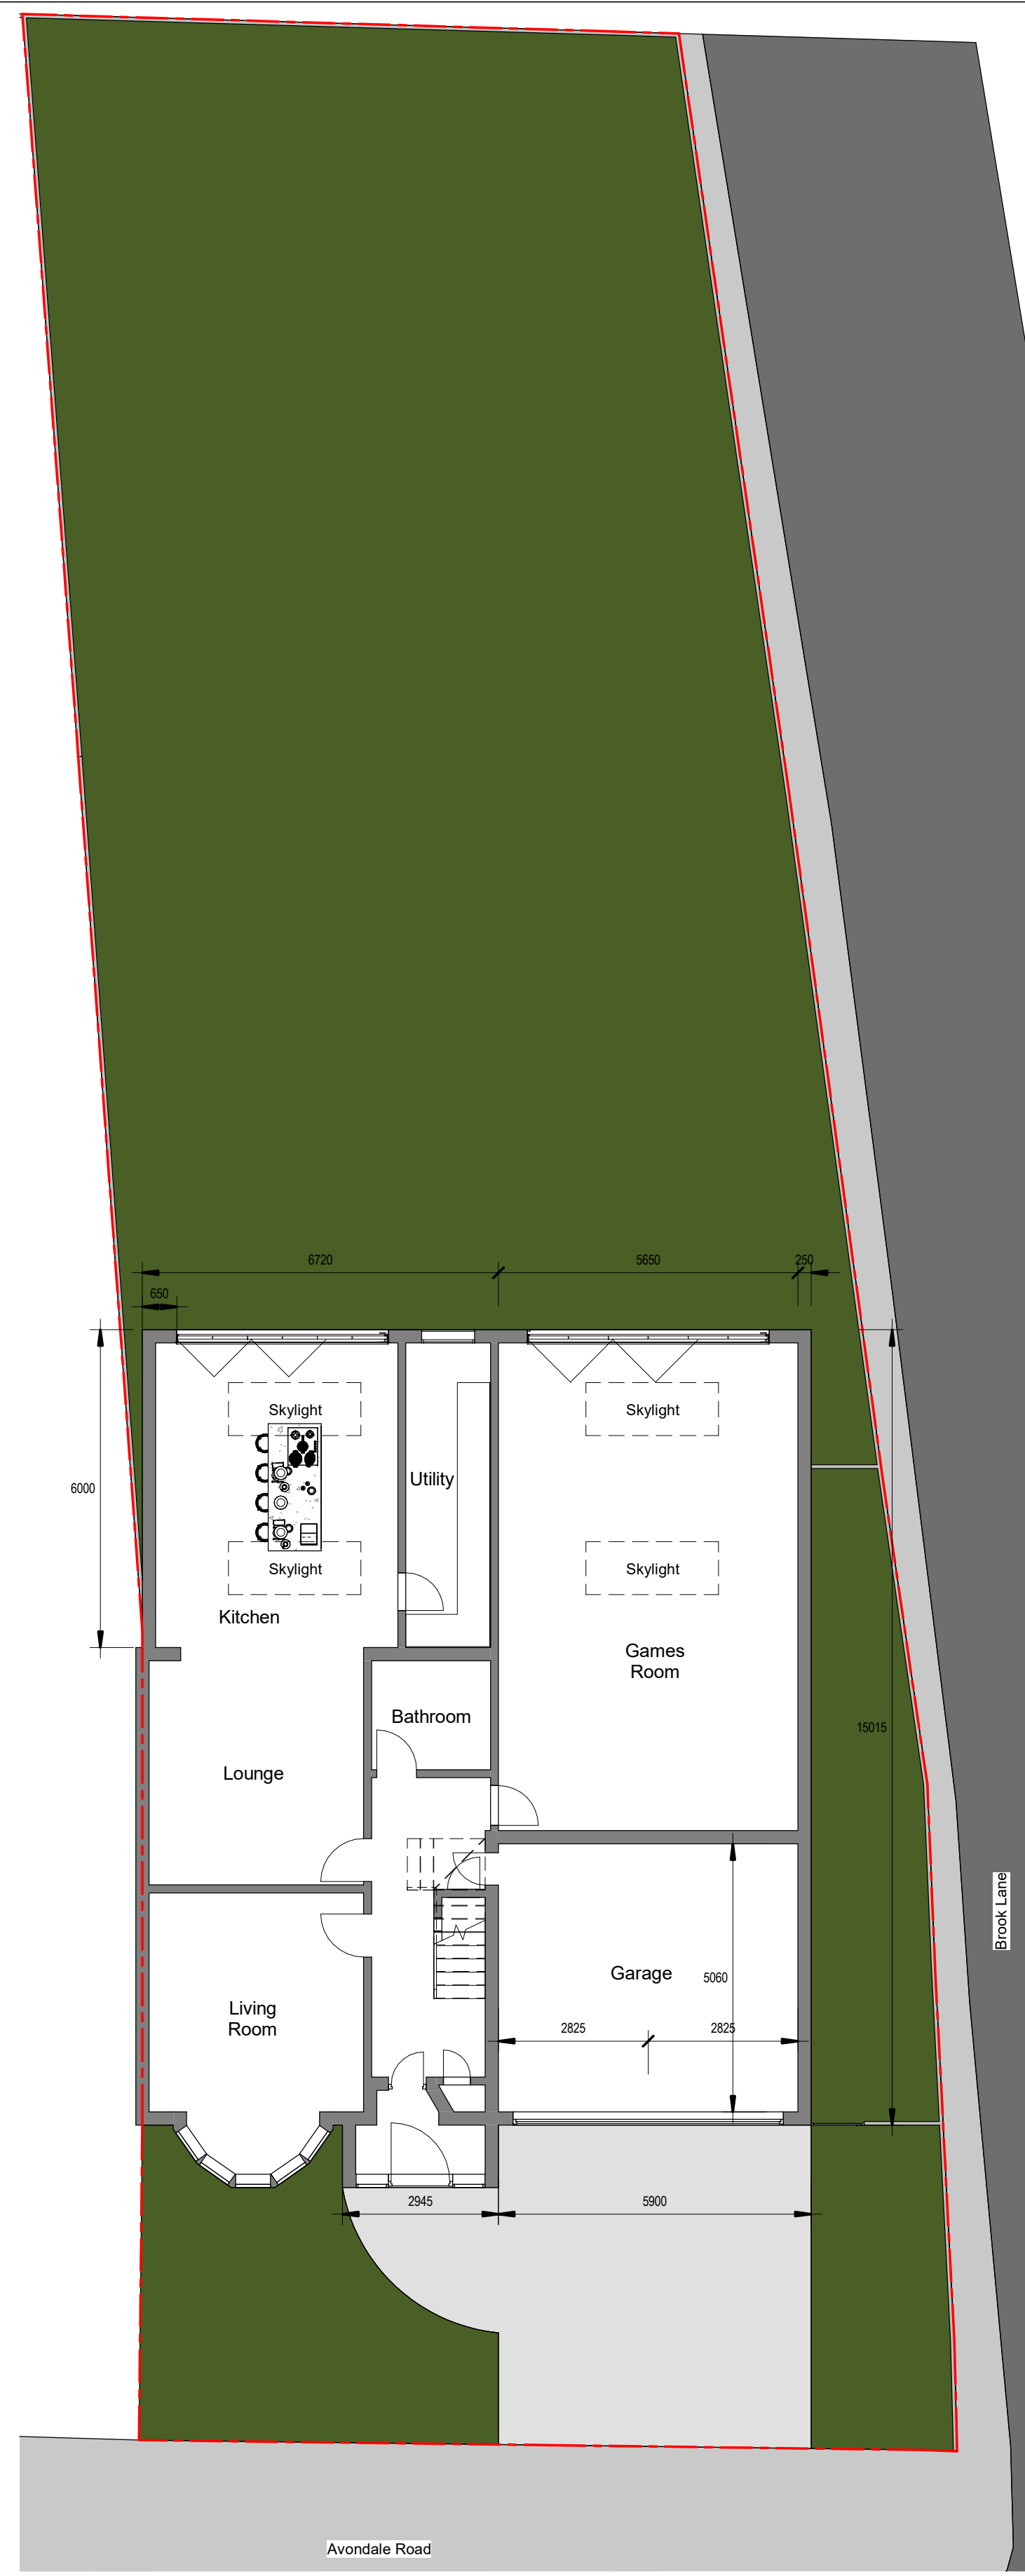 6720
5650
250
650
Skylight
Skylight
6000
Utility
Skylight
Skylight
Kitchen
Games
Room
Bathroom
15015
Lounge
Brook Lane
Garage
5060
Living
Room
2825
2825
2945
5900
Avondale Road